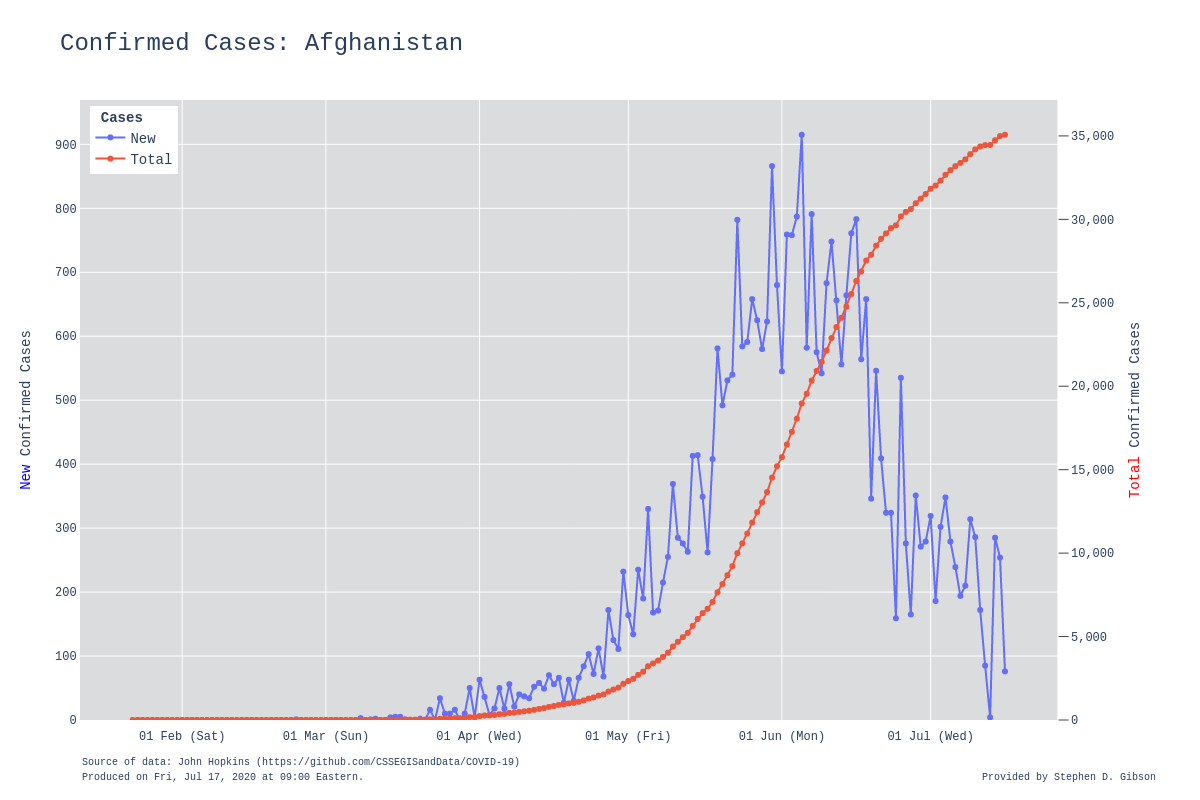 Confirmed Cases: Afghanistan
Cases
New
Total
900
800
700
600
500
400
300
200
100
0
New Confirmed Cases
35,000
30,000
25,000
20,000
15,000
10,000
5,000
0
Total Confirmed Cases
01 Feb (Sat)
01 Mar (Sun)
01 Apr (Wed)
01 May (Fri)
01 Jun (Mon)
01 Jul (Wed)
Source of data: John Hopkins (https://github.com/CSSEGISandData/COVID-19)
Produced on Fri, Jul 17, 2020 at 09:00 Eastern.
Provided by Stephen D. Gibson